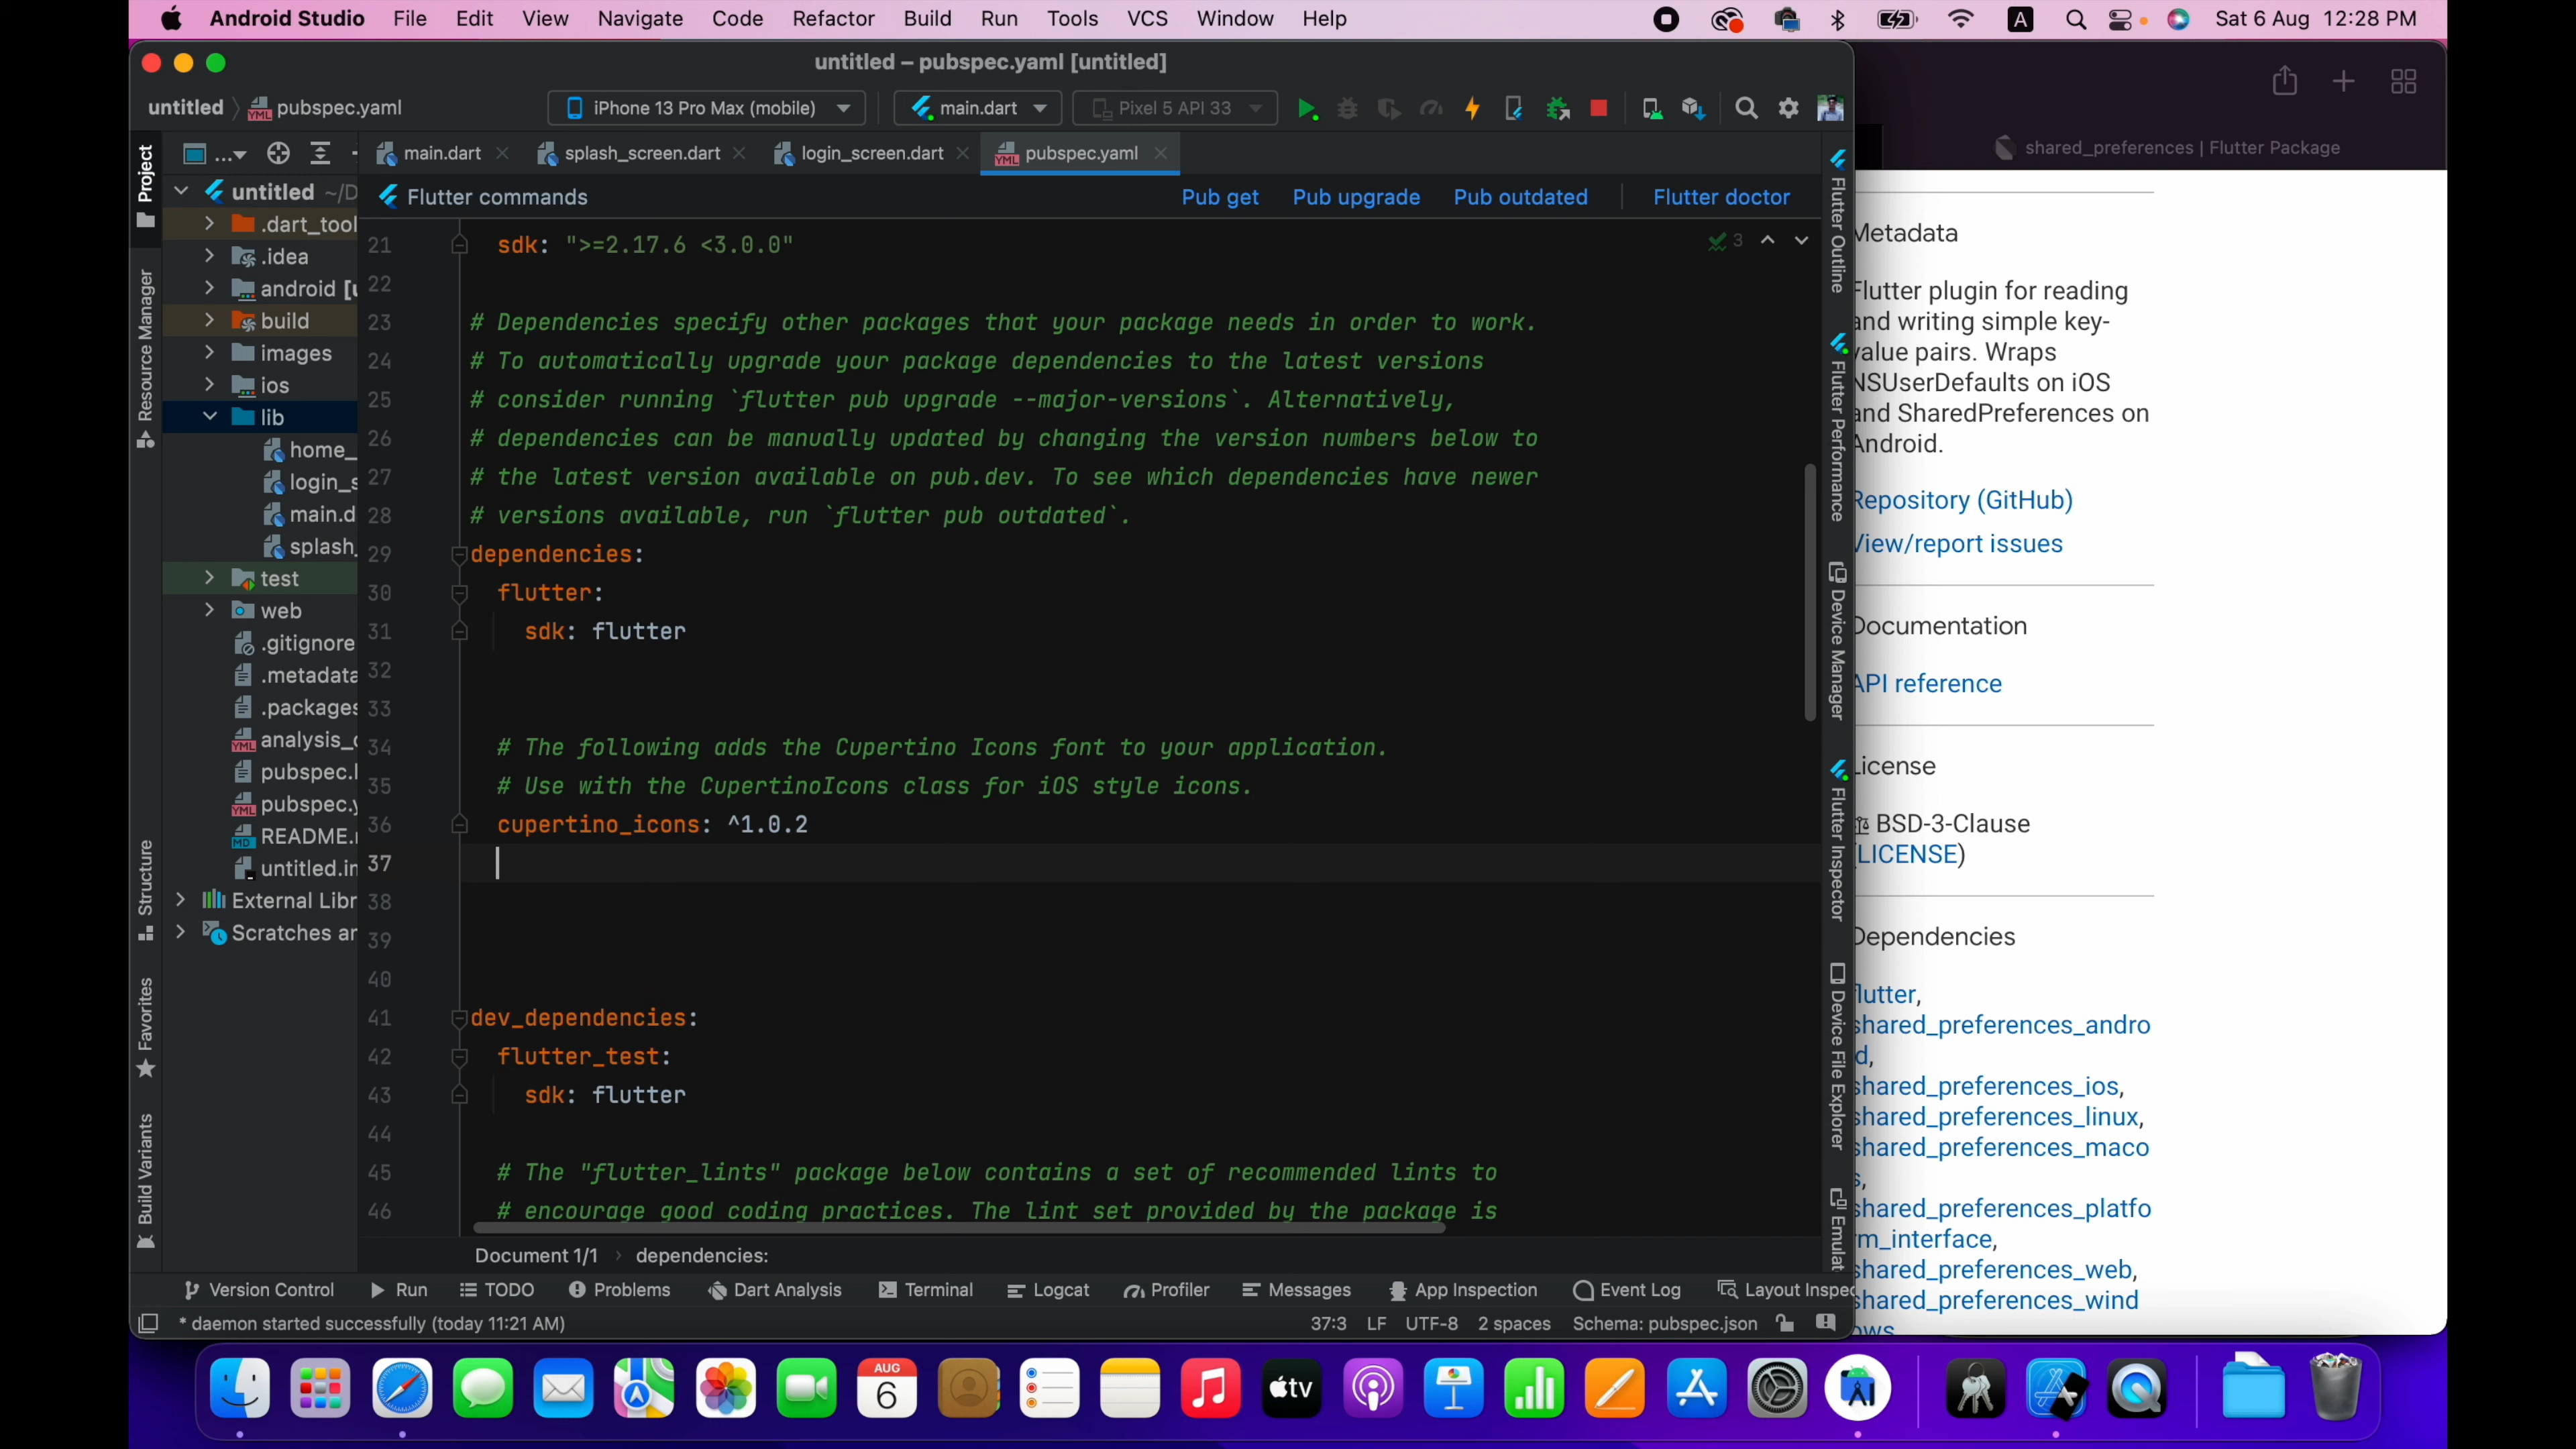 Android Studio File Edit View Navigate Code Refactor Build Run Tools VCS Window Help A Sat 6 Aug 12:28 PM
untitled – pubspec.yaml [untitled]
untitled pubspec.yaml iPhone 13 Pro Max (mobile) main.dart Pixel 5 API 33
main.dart splash_screen.dart login_screen.dart pubspec.yaml
Flutter commands Pub get Pub upgrade Pub outdated Flutter doctor
Project
Resource Manager
Structure
Favorites
Build Variants
...
untitled ~/D
.dart_tool
.idea
android [u
build
images
ios
lib
home_
login_s
main.d
splash_
test
web
.gitignore
.metadata
.packages
analysis_o
pubspec.l
pubspec.y
README.r
untitled.im
External Libr
Scratches ar
21 sdk: ">=2.17.6 <3.0.0"
3
22
23 # Dependencies specify other packages that your package needs in order to work.
24 # To automatically upgrade your package dependencies to the latest versions
25 # consider running `flutter pub upgrade --major-versions`. Alternatively,
26 # dependencies can be manually updated by changing the version numbers below to
27 # the latest version available on pub.dev. To see which dependencies have newer
28 # versions available, run `flutter pub outdated`.
29 dependencies:
30 flutter:
31 sdk: flutter
32
33
34 # The following adds the Cupertino Icons font to your application.
35 # Use with the CupertinoIcons class for iOS style icons.
36 cupertino_icons: ^1.0.2
37
38
39
40
41 dev_dependencies:
42 flutter_test:
43 sdk: flutter
44
45 # The "flutter_lints" package below contains a set of recommended lints to
46 # encourage good coding practices. The lint set provided by the package is
Document 1/1 › dependencies:
Flutter Outline
Flutter Performance
Device Manager
Flutter Inspector
Device File Explorer
Emulat
Version Control Run TODO Problems Dart Analysis Terminal Logcat Profiler Messages App Inspection Event Log Layout Inspec
* daemon started successfully (today 11:21 AM) 37:3 LF UTF-8 2 spaces Schema: pubspec.json
shared_preferences | Flutter Package
Metadata
Flutter plugin for reading
and writing simple key-
value pairs. Wraps
NSUserDefaults on iOS
and SharedPreferences on
Android.
Repository (GitHub)
View/report issues
Documentation
API reference
License
BSD-3-Clause
(LICENSE)
Dependencies
flutter,
shared_preferences_andro
d,
shared_preferences_ios,
shared_preferences_linux,
shared_preferences_maco
s,
shared_preferences_platfo
rm_interface,
shared_preferences_web,
shared_preferences_wind
ows
AUG
6
tv